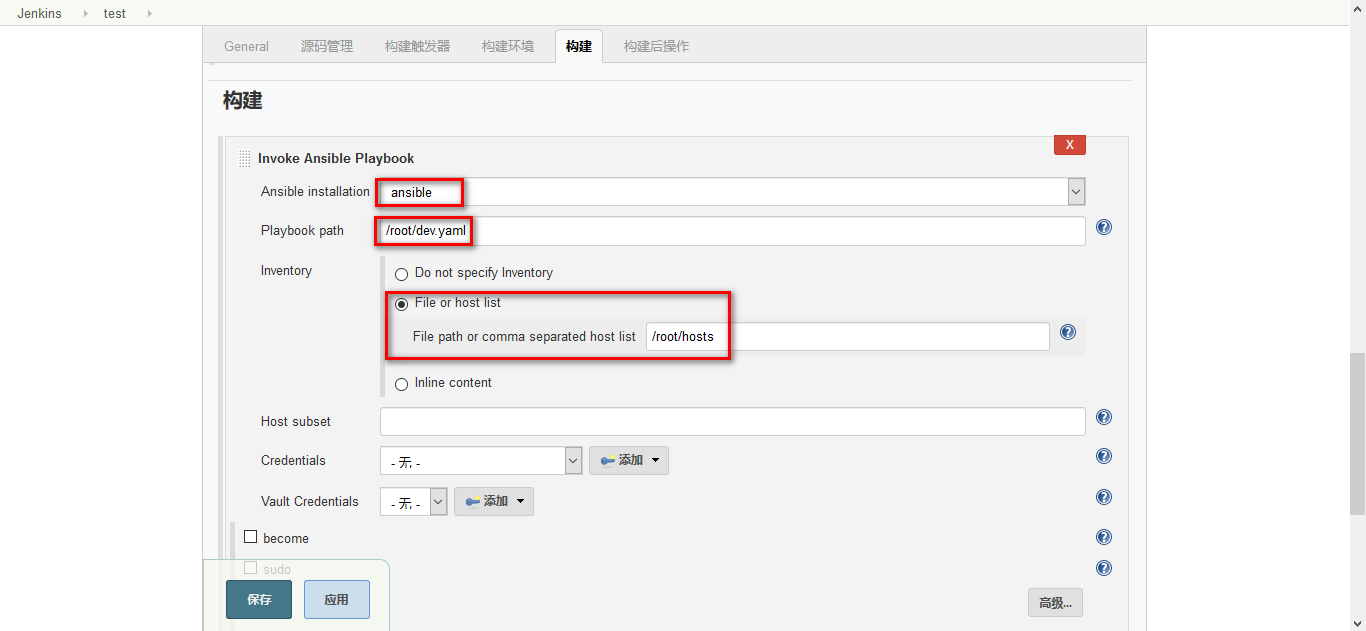 Jenkins test
General 源码管理 构建触发器 构建环境 构建 构建后操作
构建
X
Invoke Ansible Playbook
Ansible installation ansible
Playbook path /root/dev.yaml
Inventory Do not specify Inventory
File or host list
File path or comma separated host list /root/hosts
Inline content
Host subset
Credentials - 无 - 添加
Vault Credentials - 无 - 添加
become
sudo
保存 应用 高级...